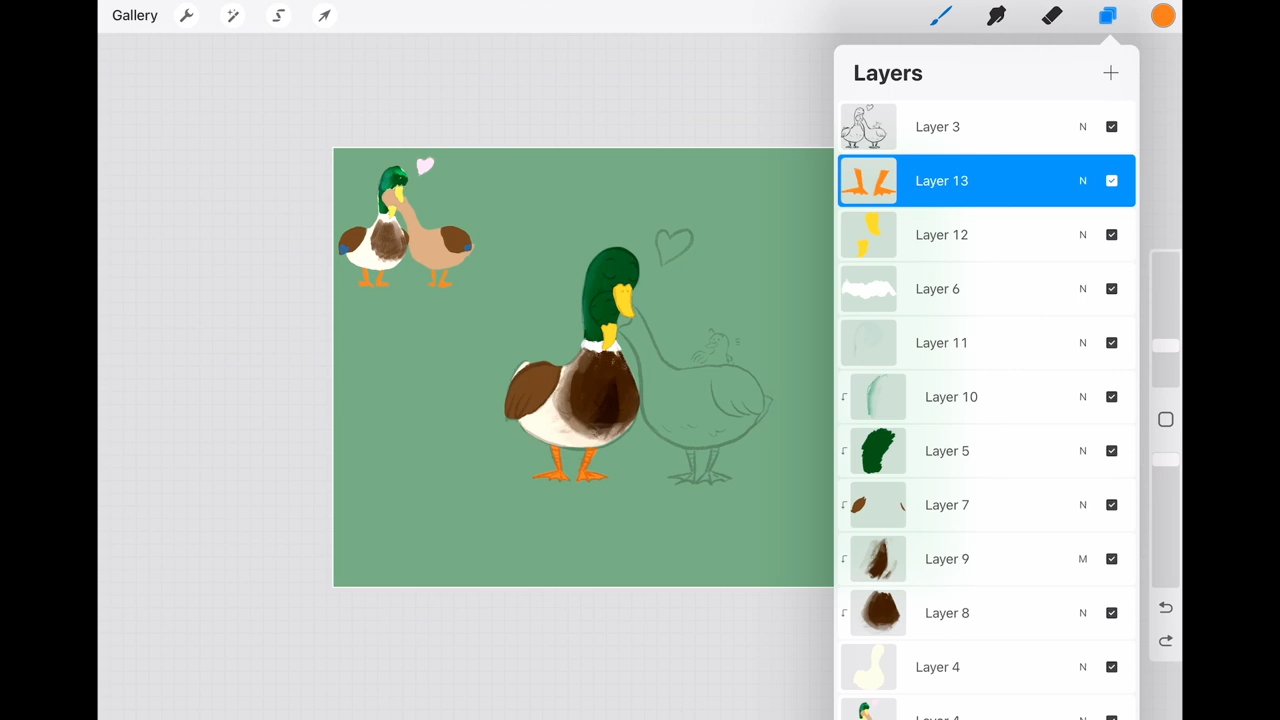 Gallery
Layers
Layer 3 N
Layer 13 N
Layer 12 N
Layer 6 N
Layer 11 N
Layer 10 N
Layer 5 N
Layer 7 N
Layer 9 M
Layer 8 N
Layer 4 N